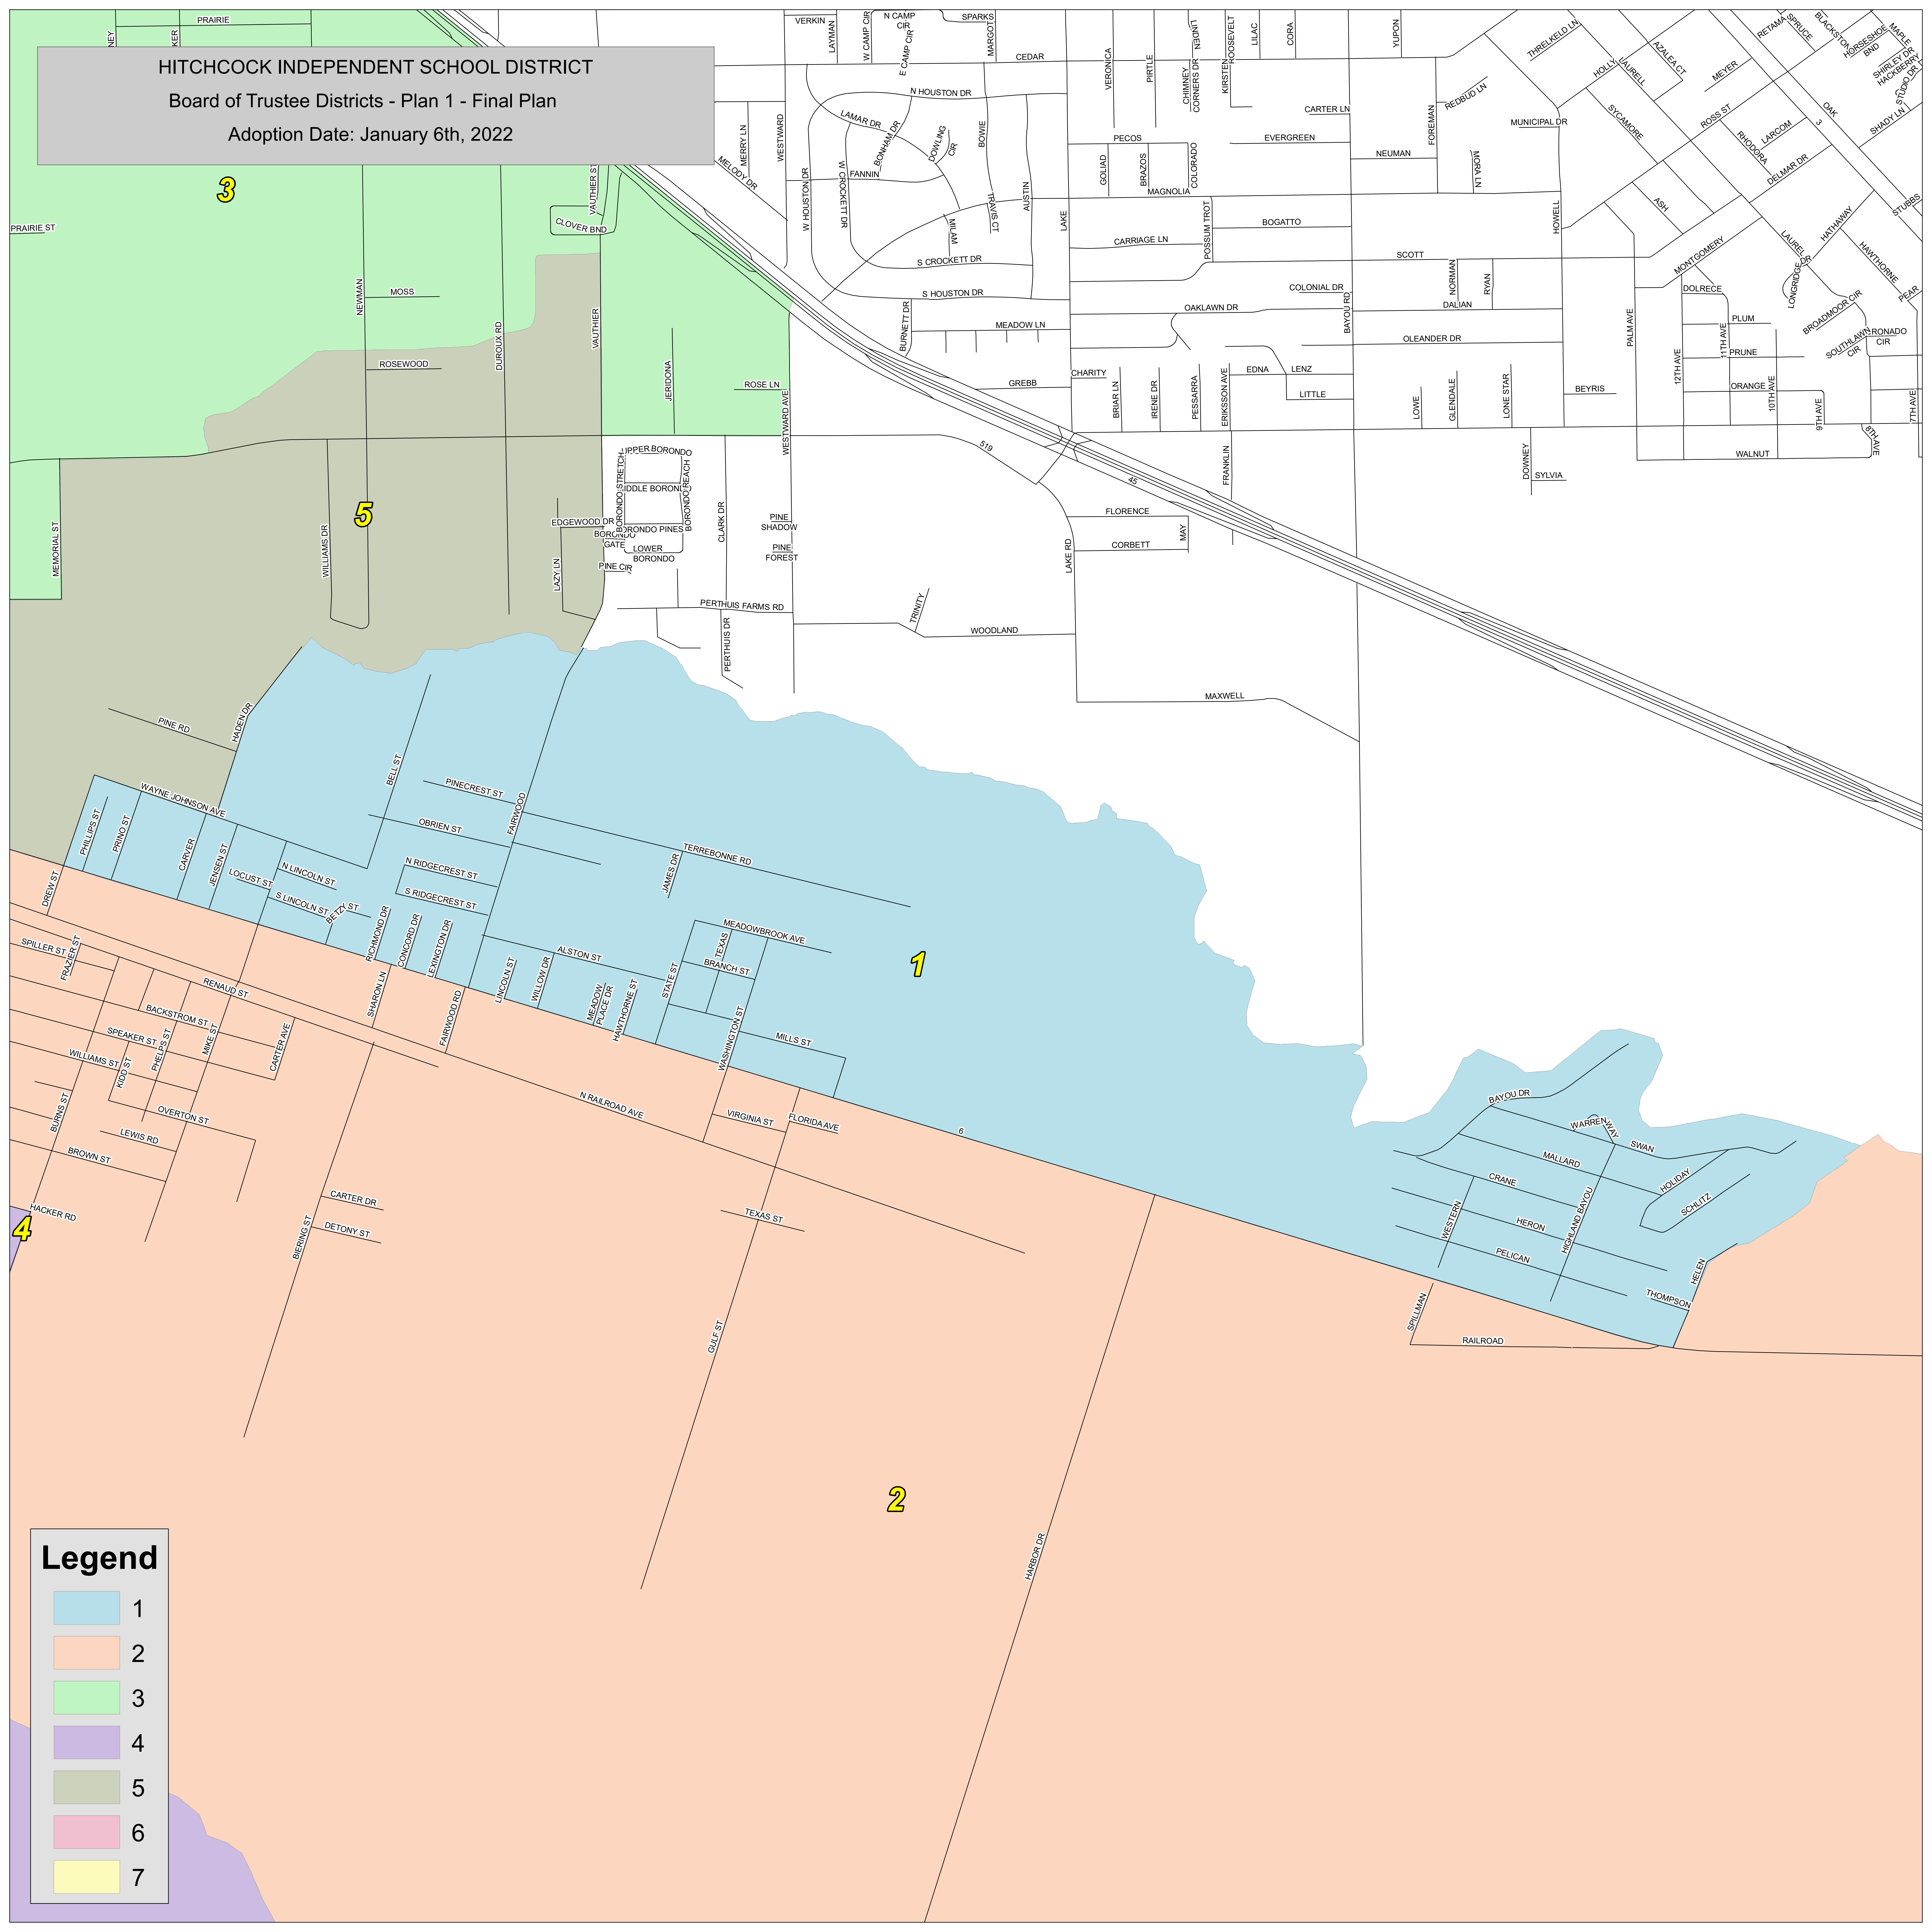 HITCHCOCK INDEPENDENT SCHOOL DISTRICT
Board of Trustee Districts - Plan 1 - Final Plan
Adoption Date: January 6th, 2022
PRAIRIE
VERKIN
LAYMAN
W CAMP CIR
N CAMP
CIR
E CAMP CIR
SPARKS
MARGOT
CEDAR
VERONICA
PIRTLE
LINDEN
CHIMNEY
CORNERS DR
KIRSTEN
ROOSEVELT
LILAC
CORA
YUPON
THRELKELD LN
HOLLY
LAURELL
AZALEA CT
MEYER
RETAMA
SPRUCE
BLACKSTON
HORSESHOE
BND
MAPLE
SHIRLEY DR
HACKBERRY
STUDIO DR
SHADY LN
OAK
3
N HOUSTON DR
LAMAR DR
BONHAM DR
DOWLING
CIR
BOWIE
MERRY LN
WESTWARD
MELODY DR
FANNIN
W HOUSTON DR
W CROCKETT DR
MILAM
TRAVIS CT
AUSTIN
LAKE
PECOS
GOLIAD
BRAZOS
COLORADO
MAGNOLIA
CARTER LN
EVERGREEN
NEUMAN
FOREMAN
REDBUD LN
MORA LN
MUNICIPAL DR
SYCAMORE
ROSS ST
RHODORA
LARCOM
DELMAR DR
ASH
HOWELL
STUBBS
HATHAWAY
HAWTHORNE
LAUREL
MONTGOMERY
LONGRIDGE
DR
PEAR
3
PRAIRIE ST
VAUTHIER ST
CLOVER BND
S CROCKETT DR
S HOUSTON DR
CARRIAGE LN
POSSUM TROT
BOGATTO
SCOTT
NORMAN
RYAN
COLONIAL DR
OAKLAWN DR
DALIAN
BAYOU RD
OLEANDER DR
PALM AVE
DOLRECE
PLUM
11TH AVE
BROADMOOR CIR
SOUTHLAWN
CIR
RONADO
CIR
PRUNE
ORANGE
12TH AVE
10TH AVE
9TH AVE
8TH AVE
7TH AVE
WALNUT
NEWMAN
MOSS
DUROUX RD
VAUTHIER
ROSEWOOD
JERIDONA
ROSE LN
WESTWARD AVE
BURNETT DR
MEADOW LN
GREBB
CHARITY
BRIAR LN
IRENE DR
PESSARRA
ERIKSSON AVE
EDNA
LENZ
LITTLE
LOWE
GLENDALE
LONE STAR
BEYRIS
519
45
FRANKLIN
DOWNEY
SYLVIA
MEMORIAL ST
5
WILLIAMS DR
EDGEWOOD DR
LAZY LN
BORONDO STRETCH
BORONDO REACH
BORONDO
GATE
LOWER
BORONDO
PINE CIR
CLARK DR
PINE
SHADOW
PINE
FOREST
PERTHUIS FARMS RD
PERTHUIS DR
TRINITY
WOODLAND
LAKE RD
FLORENCE
CORBETT
MAY
MAXWELL
PINE RD
HADEN DR
BELL ST
PINECREST ST
FAIRWOOD
OBRIEN ST
TERREBONNE RD
JAMES DR
WAYNE JOHNSON AVE
PHILLIPS ST
PRINO ST
CARVER
JENSEN ST
LOCUST ST
N LINCOLN ST
S LINCOLN ST
BETZY ST
N RIDGECREST ST
S RIDGECREST ST
RICHMOND DR
CONCORD DR
LEXINGTON DR
ALSTON ST
LINCOLN ST
WILLOW DR
MEADOW
PLACE DR
HAWTHORNE ST
STATE ST
MEADOWBROOK AVE
TEXAS
BRANCH ST
WASHINGTON ST
MILLS ST
1
6
DREW ST
SPILLER ST
FRAZIER ST
RENAUD ST
BACKSTROM ST
SPEAKER ST
WILLIAMS ST
KIDD ST
PHELPS ST
MIKE ST
CARTER AVE
SHARON LN
FAIRWOOD RD
BURNS ST
OVERTON ST
LEWIS RD
BROWN ST
HACKER RD
4
N RAILROAD AVE
VIRGINIA ST
FLORIDA AVE
BIERING ST
CARTER DR
DETONY ST
TEXAS ST
GULF ST
HARBOR DR
2
BAYOU DR
WARREN
WAY
SWAN
MALLARD
CRANE
HERON
PELICAN
WESTERN
HIGHLAND BAYOU
HOLIDAY
SCHLITZ
HELEN
THOMPSON
SPILLMAN
RAILROAD
Legend
1
2
3
4
5
6
7